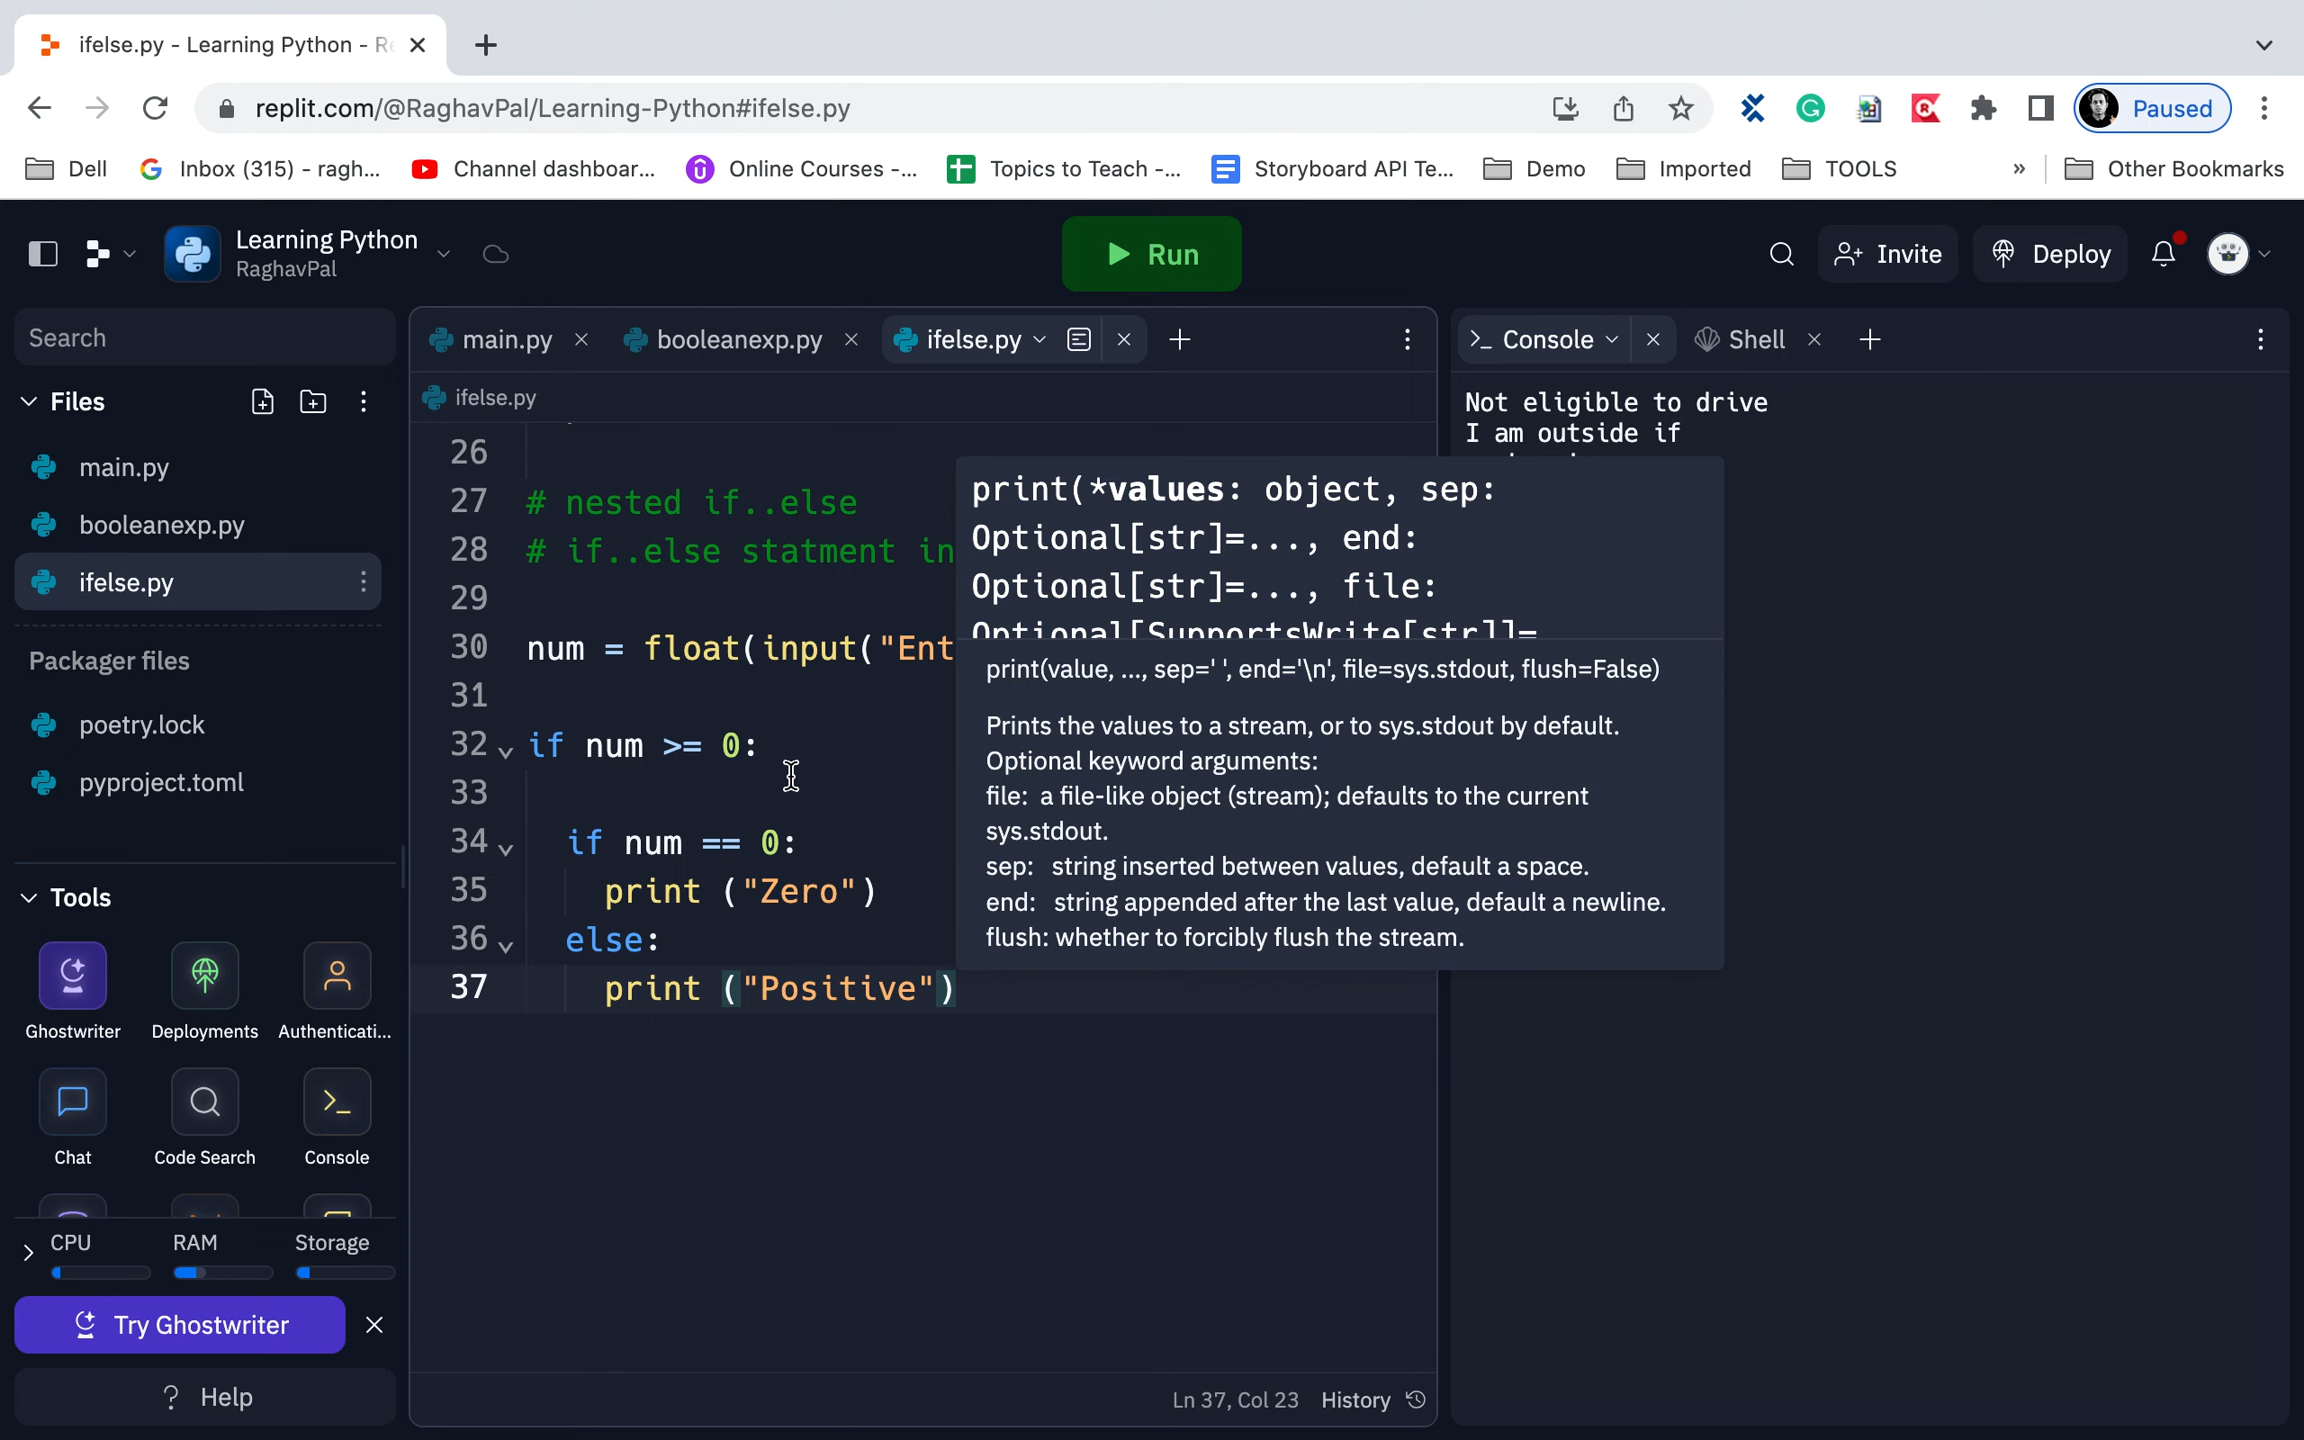 ifelse.py - Learning Python - Re
replit.com/@RaghavPal/Learning-Python#ifelse.py
Paused
Dell
Inbox (315) - ragh...
Channel dashboar...
Online Courses -...
Topics to Teach -...
Storyboard API Te...
Demo
Imported
TOOLS
»
Other Bookmarks
Learning Python
RaghavPal
Run
Invite
Deploy
Search
Files
main.py
booleanexp.py
ifelse.py
Packager files
poetry.lock
pyproject.toml
Tools
Ghostwriter
Deployments
Authenticati...
Chat
Code Search
Console
CPU
RAM
Storage
Try Ghostwriter
? Help
main.py
booleanexp.py
ifelse.py
ifelse.py
26
27 # nested if..else
28 # if..else statment in
29
30 num = float(input("Ent
31
32 if num >= 0:
33
34 if num == 0:
35 print ("Zero")
36 else:
37 print ("Positive")
print(*values: object, sep:
Optional[str]=..., end:
Optional[str]=..., file:
Optional[SupportsWrite[str]]=
print(value, ..., sep=' ', end='\n', file=sys.stdout, flush=False)
Prints the values to a stream, or to sys.stdout by default.
Optional keyword arguments:
file: a file-like object (stream); defaults to the current
sys.stdout.
sep: string inserted between values, default a space.
end: string appended after the last value, default a newline.
flush: whether to forcibly flush the stream.
Ln 37, Col 23
History
Console
Shell
Not eligible to drive
I am outside if